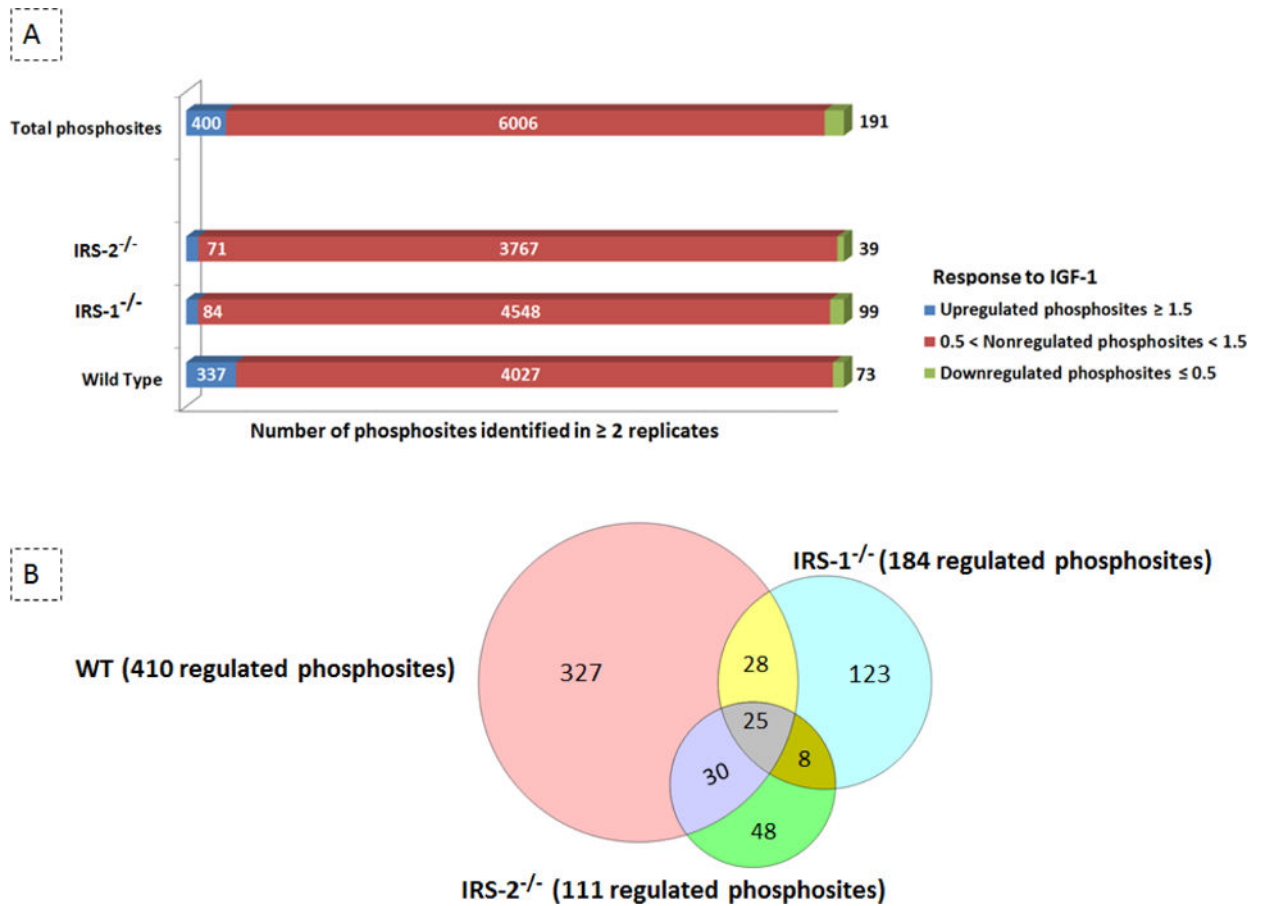 A
Total phosphosites 400 6006 191
IRS-2-/- 71 3767 39
IRS-1-/- 84 4548 99
Wild Type 337 4027 73
Number of phosphosites identified in ≥ 2 replicates
Response to IGF-1
Upregulated phosphosites ≥ 1.5
0.5 < Nonregulated phosphosites < 1.5
Downregulated phosphosites ≤ 0.5
B
IRS-1-/- (184 regulated phosphosites)
WT (410 regulated phosphosites)
327 28 123
25
30 8
48
IRS-2-/- (111 regulated phosphosites)